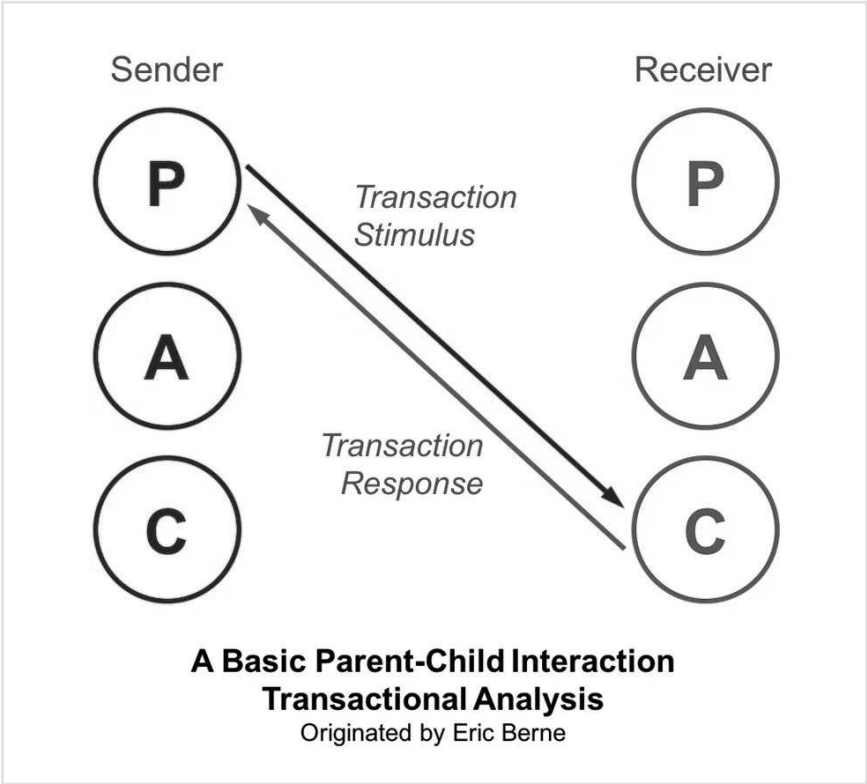 Sender
Receiver
P
P
Transaction
Stimulus
A
A
Transaction
Response
C
C
A Basic Parent-Child Interaction
Transactional Analysis
Originated by Eric Berne